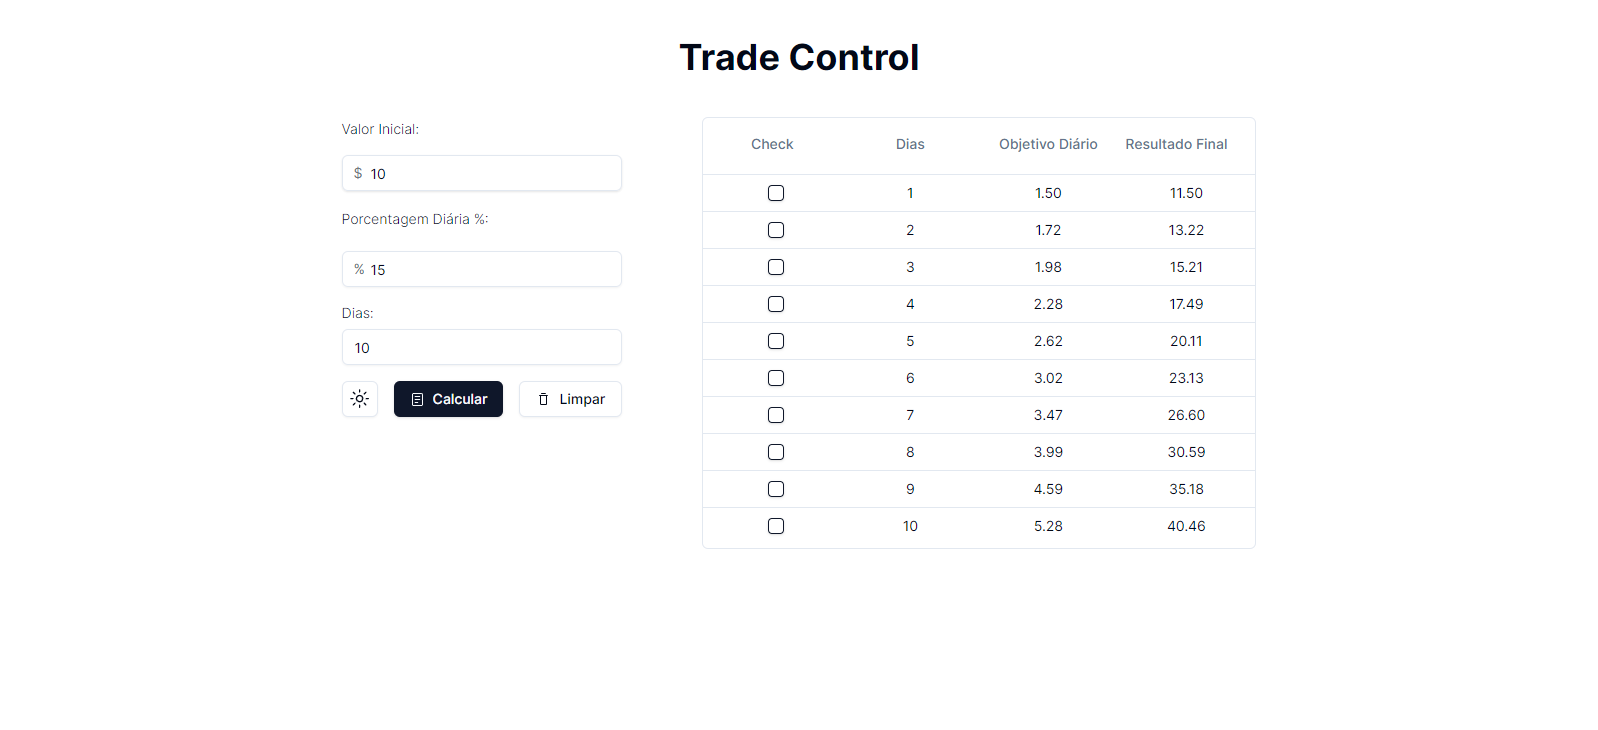 Trade Control
Valor Inicial:
$ 10
Porcentagem Diária %:
% 15
Dias:
10
Calcular
Limpar
Check Dias Objetivo Diário Resultado Final
1 1.50 11.50
2 1.72 13.22
3 1.98 15.21
4 2.28 17.49
5 2.62 20.11
6 3.02 23.13
7 3.47 26.60
8 3.99 30.59
9 4.59 35.18
10 5.28 40.46